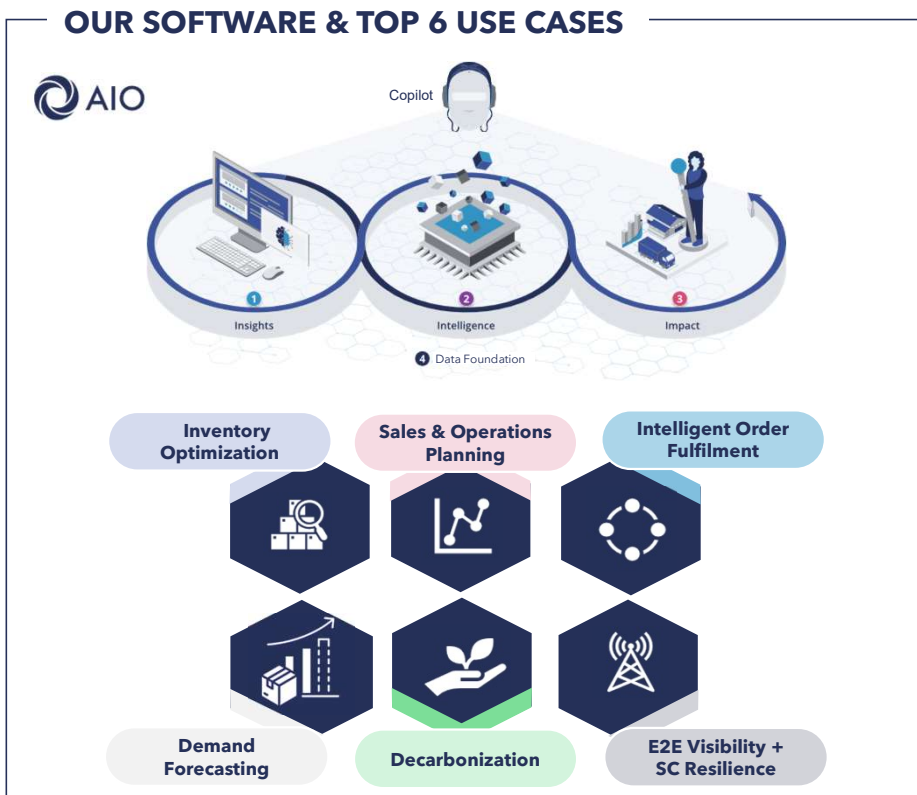 OUR SOFTWARE & TOP 6 USE CASES
AIO
Copilot
1
Insights
2
Intelligence
3
Impact
4 Data Foundation
Inventory
Optimization
Sales & Operations
Planning
Intelligent Order
Fulfilment
Demand
Forecasting
Decarbonization
E2E Visibility +
SC Resilience